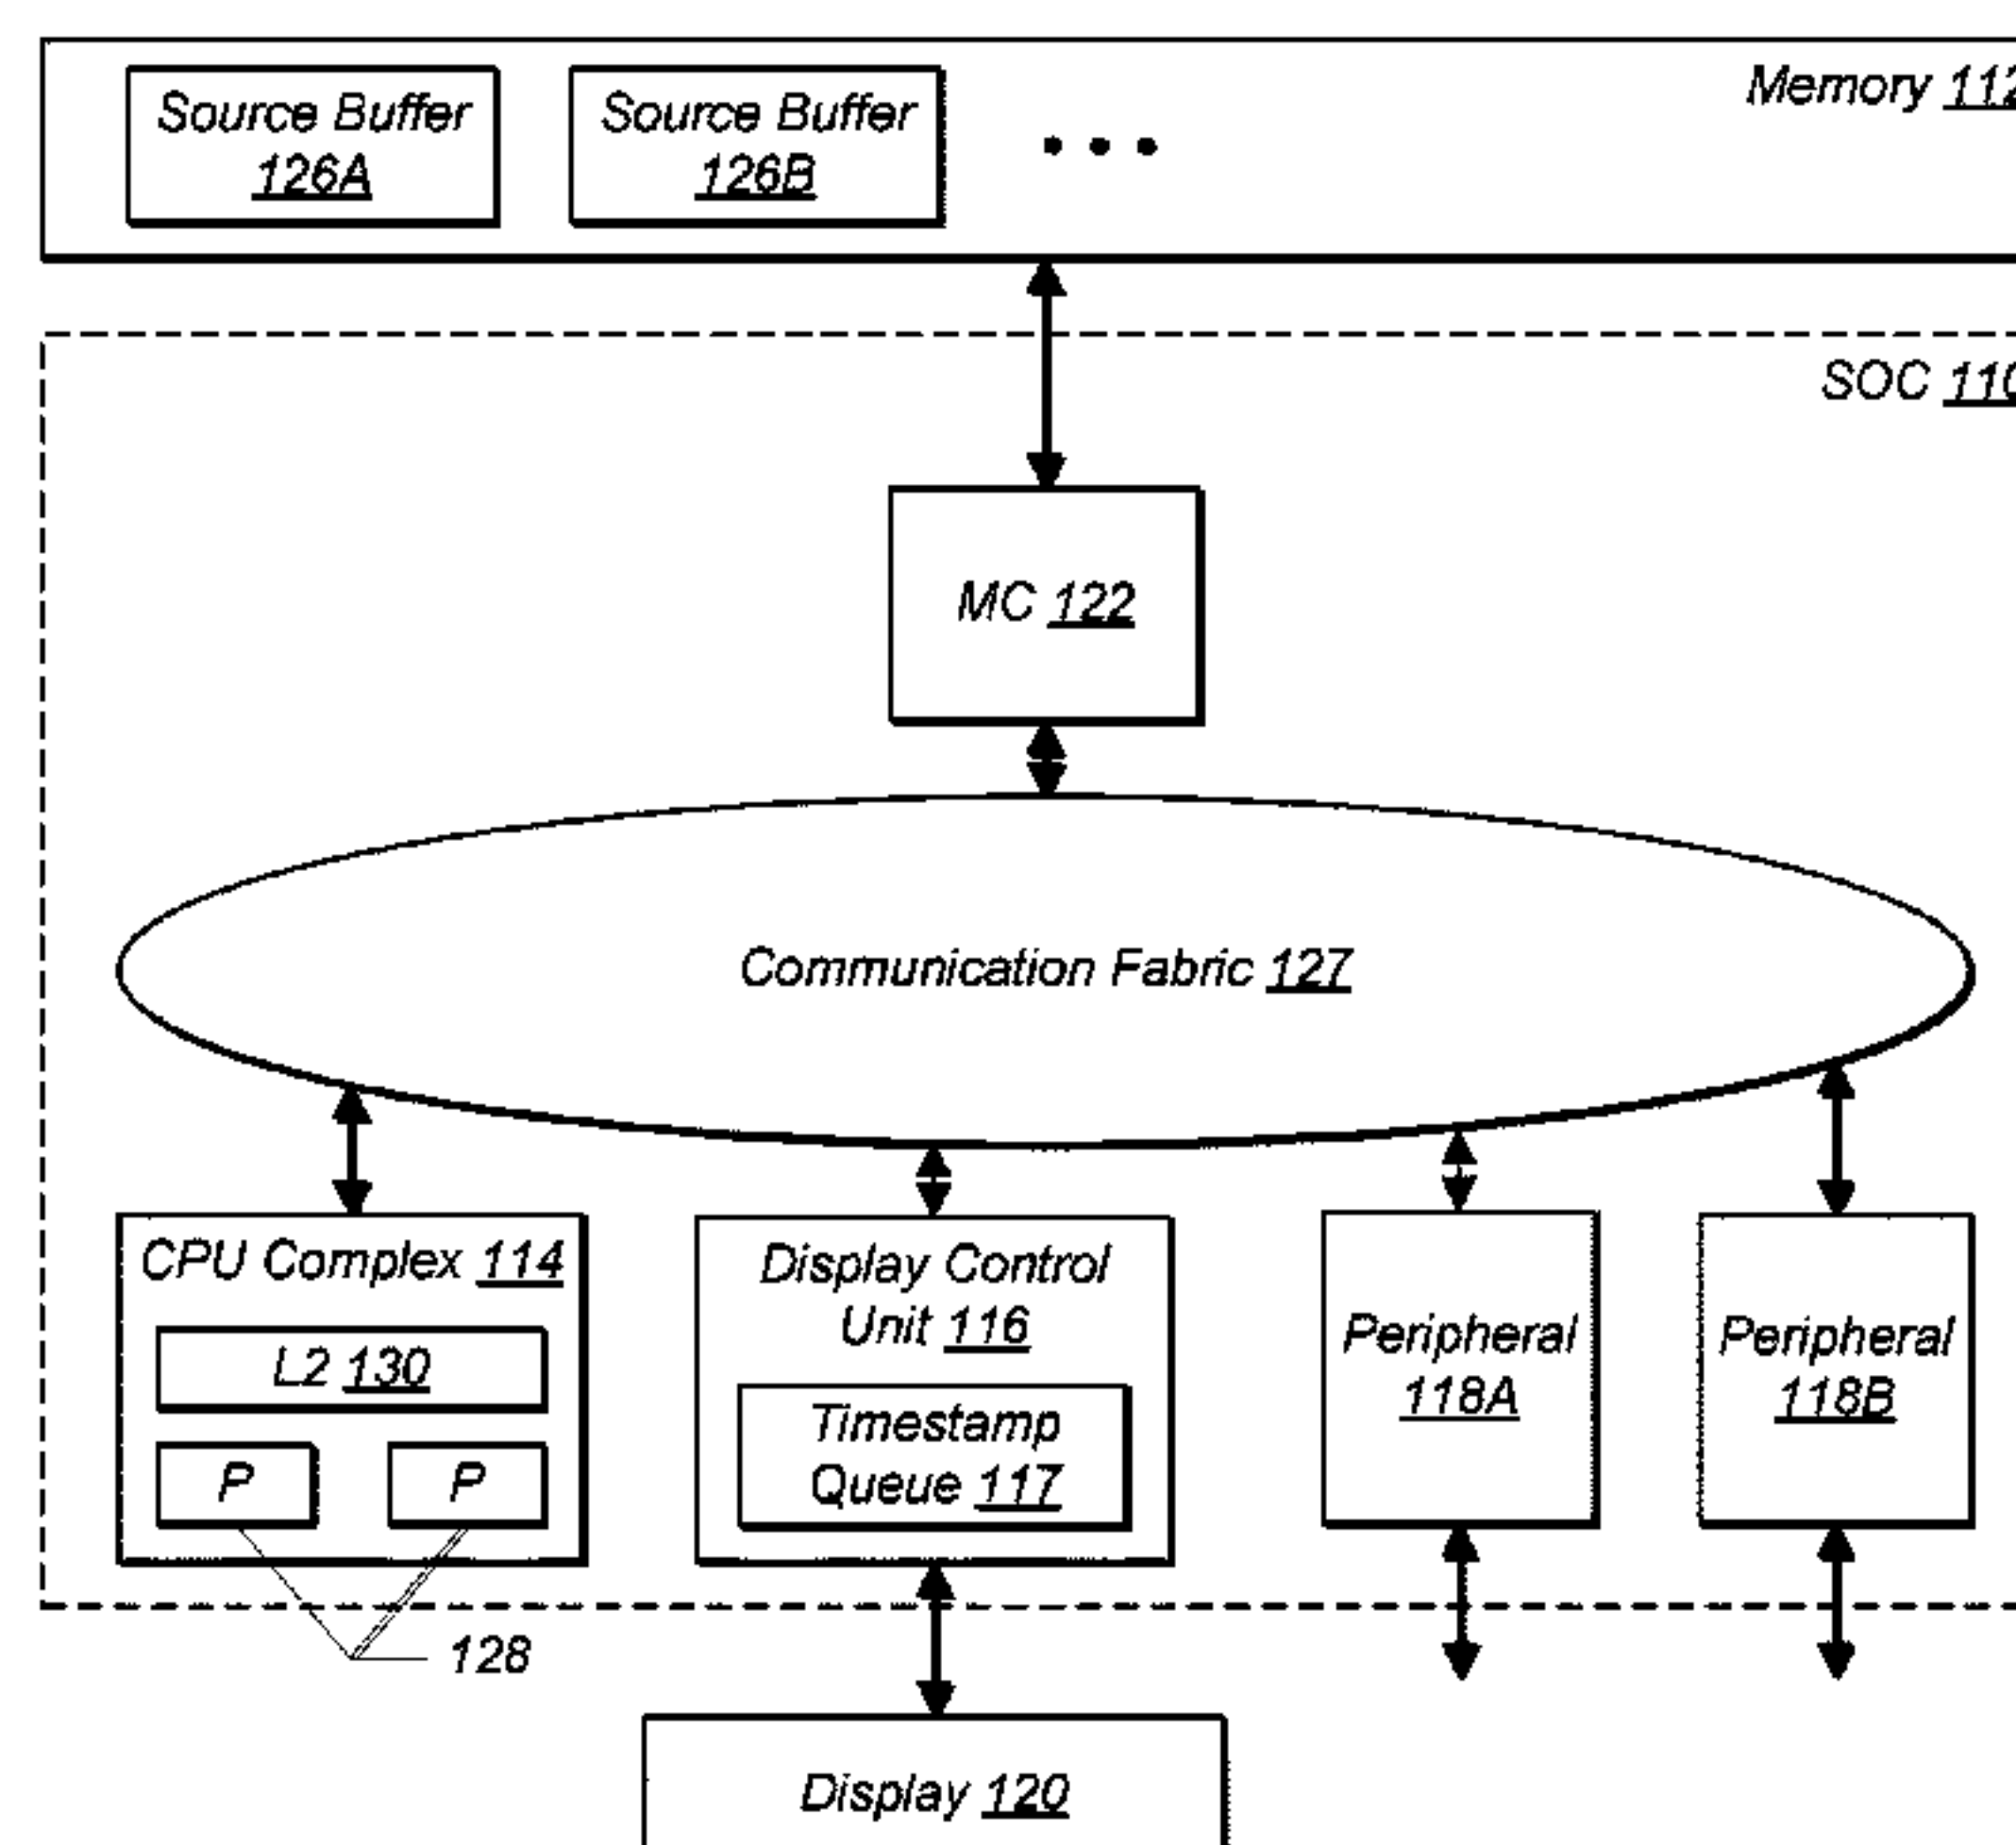 Source Buffer
126A
Source Buffer
126B
Memory 112
SOC 110
MC 122
Communication Fabric 127
CPU Complex 114
L2 130
P
P
Display Control
Unit 116
Timestamp
Queue 117
Peripheral
118A
Peripheral
118B
128
Display 120